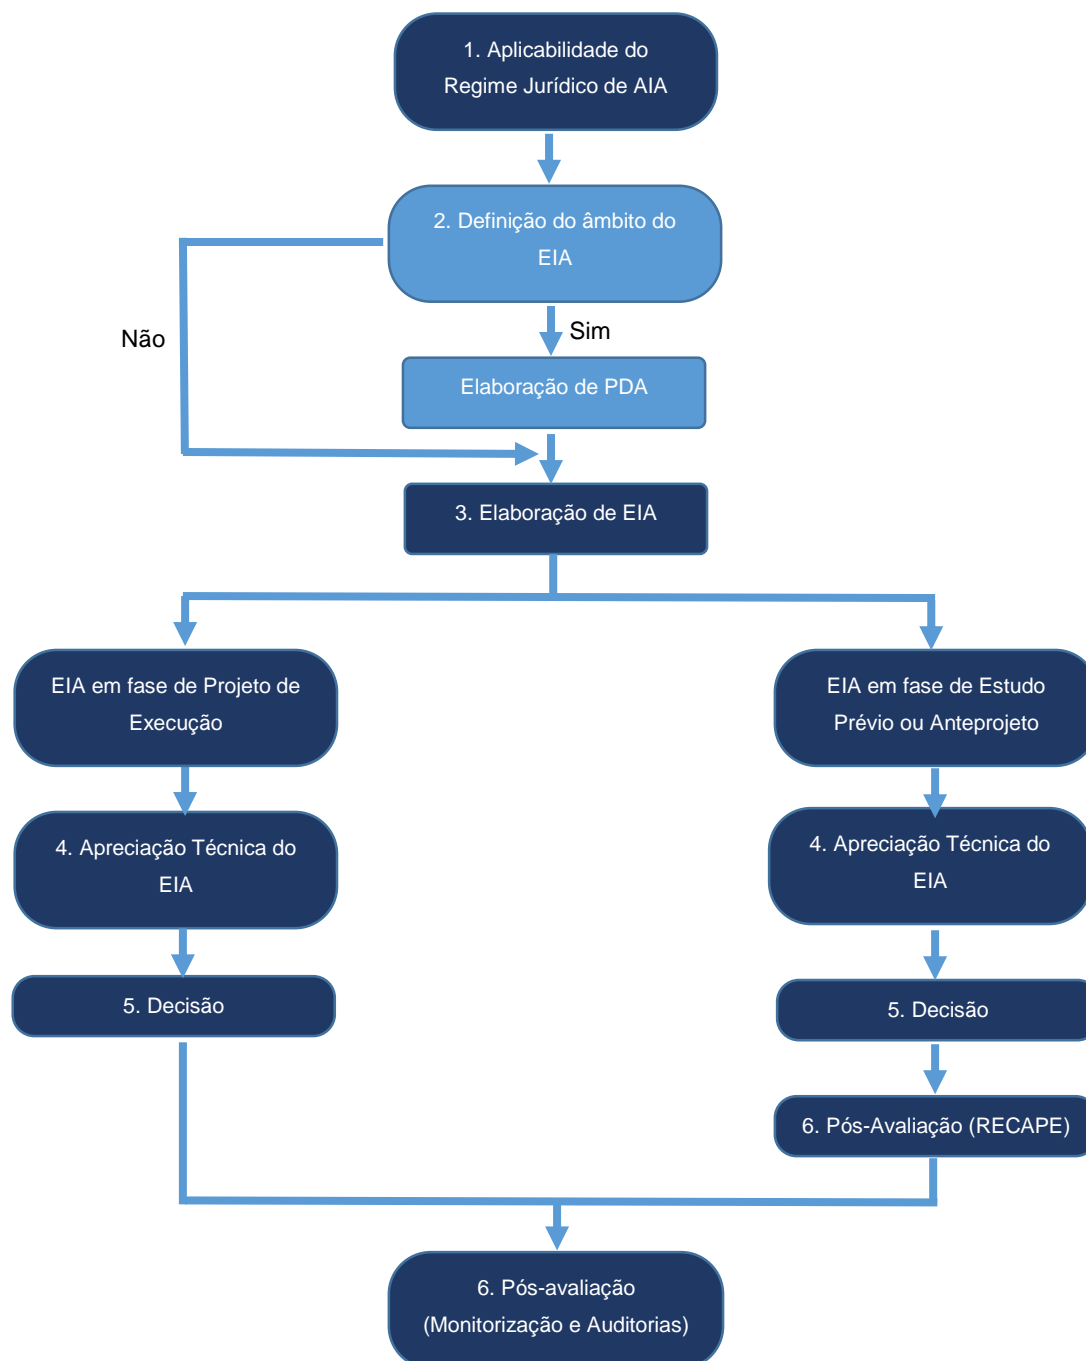 1. Aplicabilidade do
Regime Jurídico de AIA
2. Definição do âmbito do
EIA
Não
Sim
Elaboração de PDA
3. Elaboração de EIA
EIA em fase de Projeto de
Execução
EIA em fase de Estudo
Prévio ou Anteprojeto
4. Apreciação Técnica do
EIA
4. Apreciação Técnica do
EIA
5. Decisão
5. Decisão
6. Pós-Avaliação (RECAPE)
6. Pós-avaliação
(Monitorização e Auditorias)